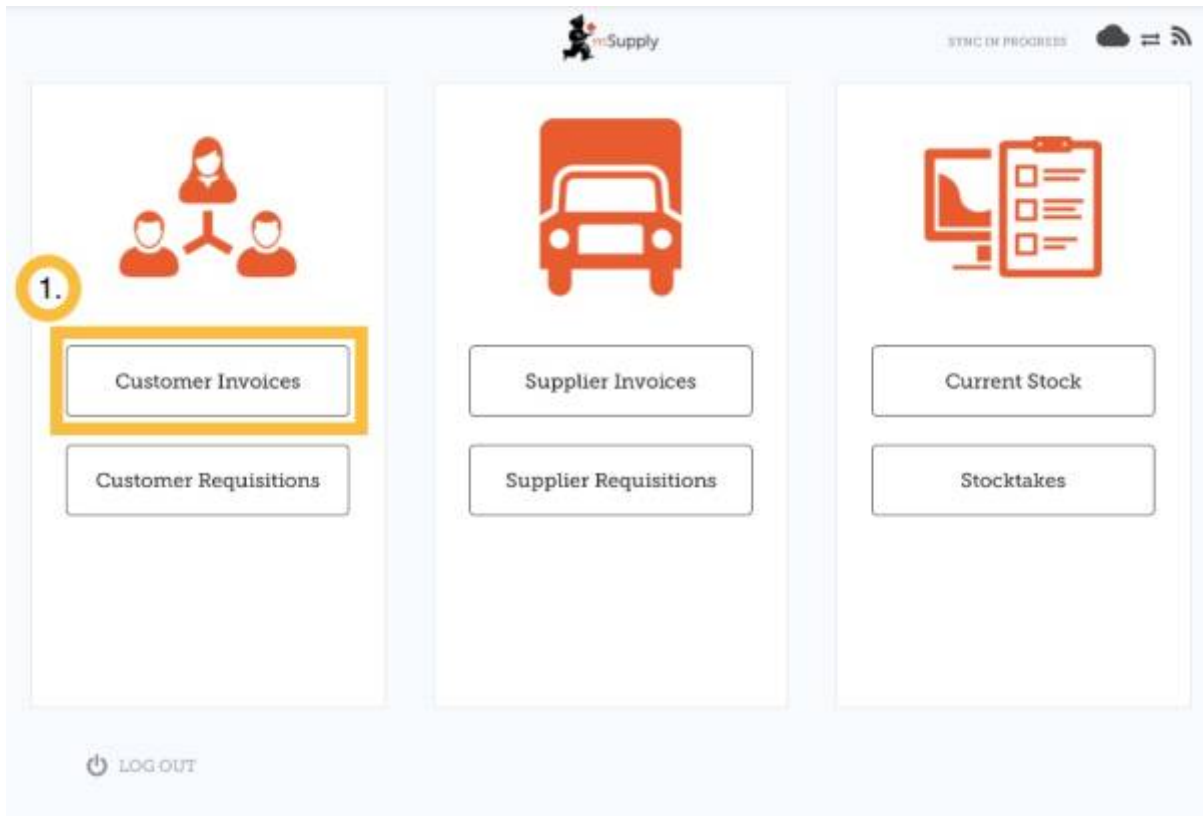 mSupply
SYNC IN PROGRESS
1.
Customer Invoices
Supplier Invoices
Current Stock
Customer Requisitions
Supplier Requisitions
Stocktakes
LOG OUT